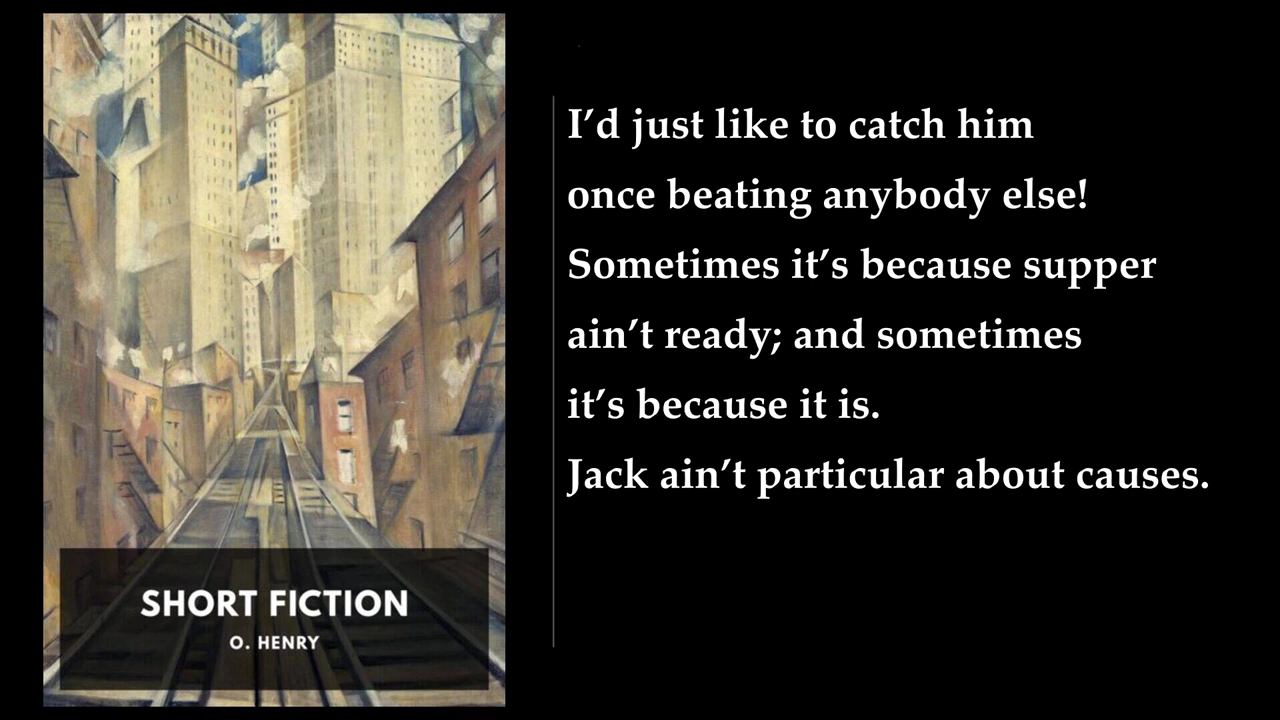 SHORT FICTION
O. HENRY
I’d just like to catch him
once beating anybody else!
Sometimes it’s because supper
ain’t ready; and sometimes
it’s because it is.
Jack ain’t particular about causes.